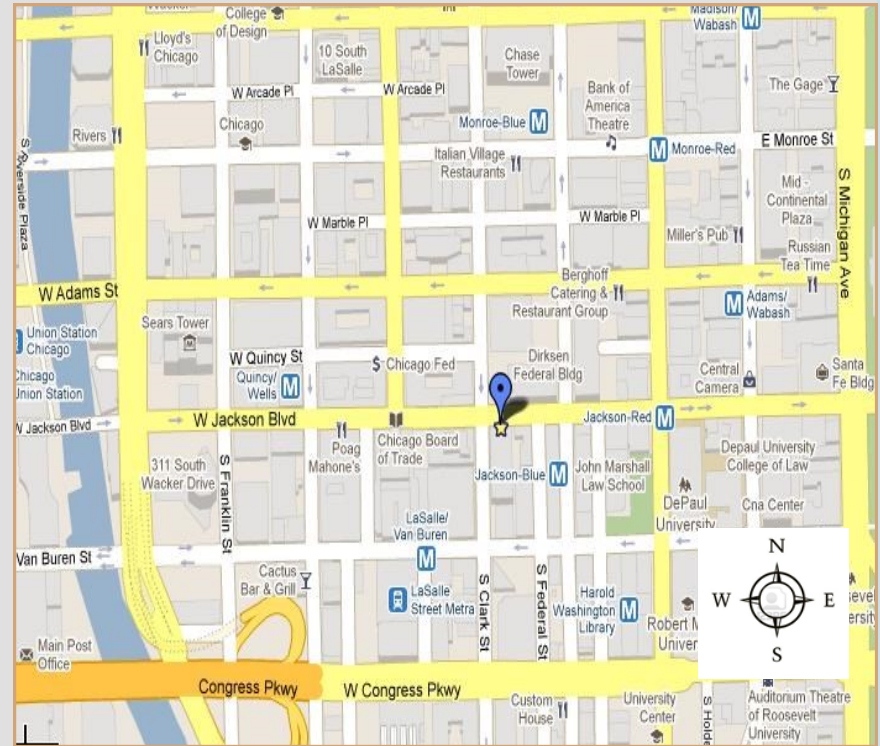 College
of Design
Madison/
Wabash
Lloyd's
Chicago
10 South
LaSalle
Chase
Tower
The Gage
W Arcade Pl
W Arcade Pl
Bank of
America
Theatre
Rivers
Chicago
Monroe-Blue
E Monroe St
Monroe-Red
Italian Village
Restaurants
S Riverside Plaza
S Michigan Ave
Mid -
Continental
Plaza
W Marble Pl
W Marble Pl
Miller's Pub
Russian
Tea Time
W Adams St
Berghoff
Catering &
Restaurant Group
Adams/
Wabash
Sears Tower
Union Station
Chicago
W Quincy St
$ Chicago Fed
Dirksen
Federal Bldg
Chicago
Union Station
Quincy/
Wells
Central
Camera
Santa
Fe Bldg
W Jackson Blvd
W Jackson Blvd
Jackson-Red
Poag
Mahone's
Chicago Board
of Trade
311 South
Wacker Drive
S Franklin St
Jackson-Blue
John Marshall
Law School
Depaul University
College of Law
DePaul
University
Cna Center
LaSalle/
Van Buren
Van Buren St
N
W
E
S
Cactus
Bar & Grill
LaSalle
Street Metra
S Clark St
S Federal St
Harold
Washington
Library
Robert M
Univer
Main Post
Office
Congress Pkwy
W Congress Pkwy
Custom
House
University
Center
S Holde
Auditorium Theatre
of Roosevelt
University